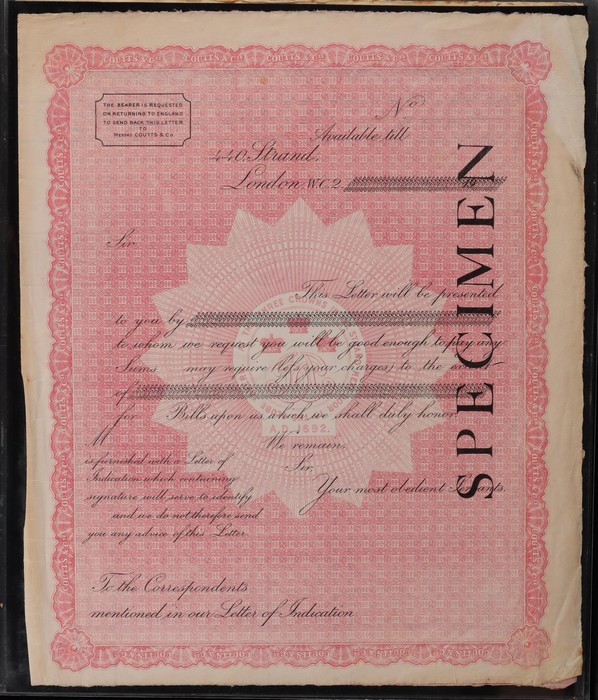 COUTTS & Co
THE BEARER IS REQUESTED
ON RETURNING TO ENGLAND
TO SEND BACK THIS LETTER
TO
MESSRS COUTTS & Co
No
Available till
440, Strand,
London, W.C.2 19
Sir
This Letter will be presented
to you by
to whom we request you will be good enough to pay any
Sums may require (less your charges) to the
of
for Bills upon us which we shall duly honor.
M
We remain,
is furnished with a Letter of
Sir,
Indication which containing
signature will serve to identify
Your most obedient Servants,
and we do not therefore send
you any advice of this Letter
To the Correspondents
mentioned in our Letter of Indication
SPECIMEN
THREE CROWNS
A.D. 1692.